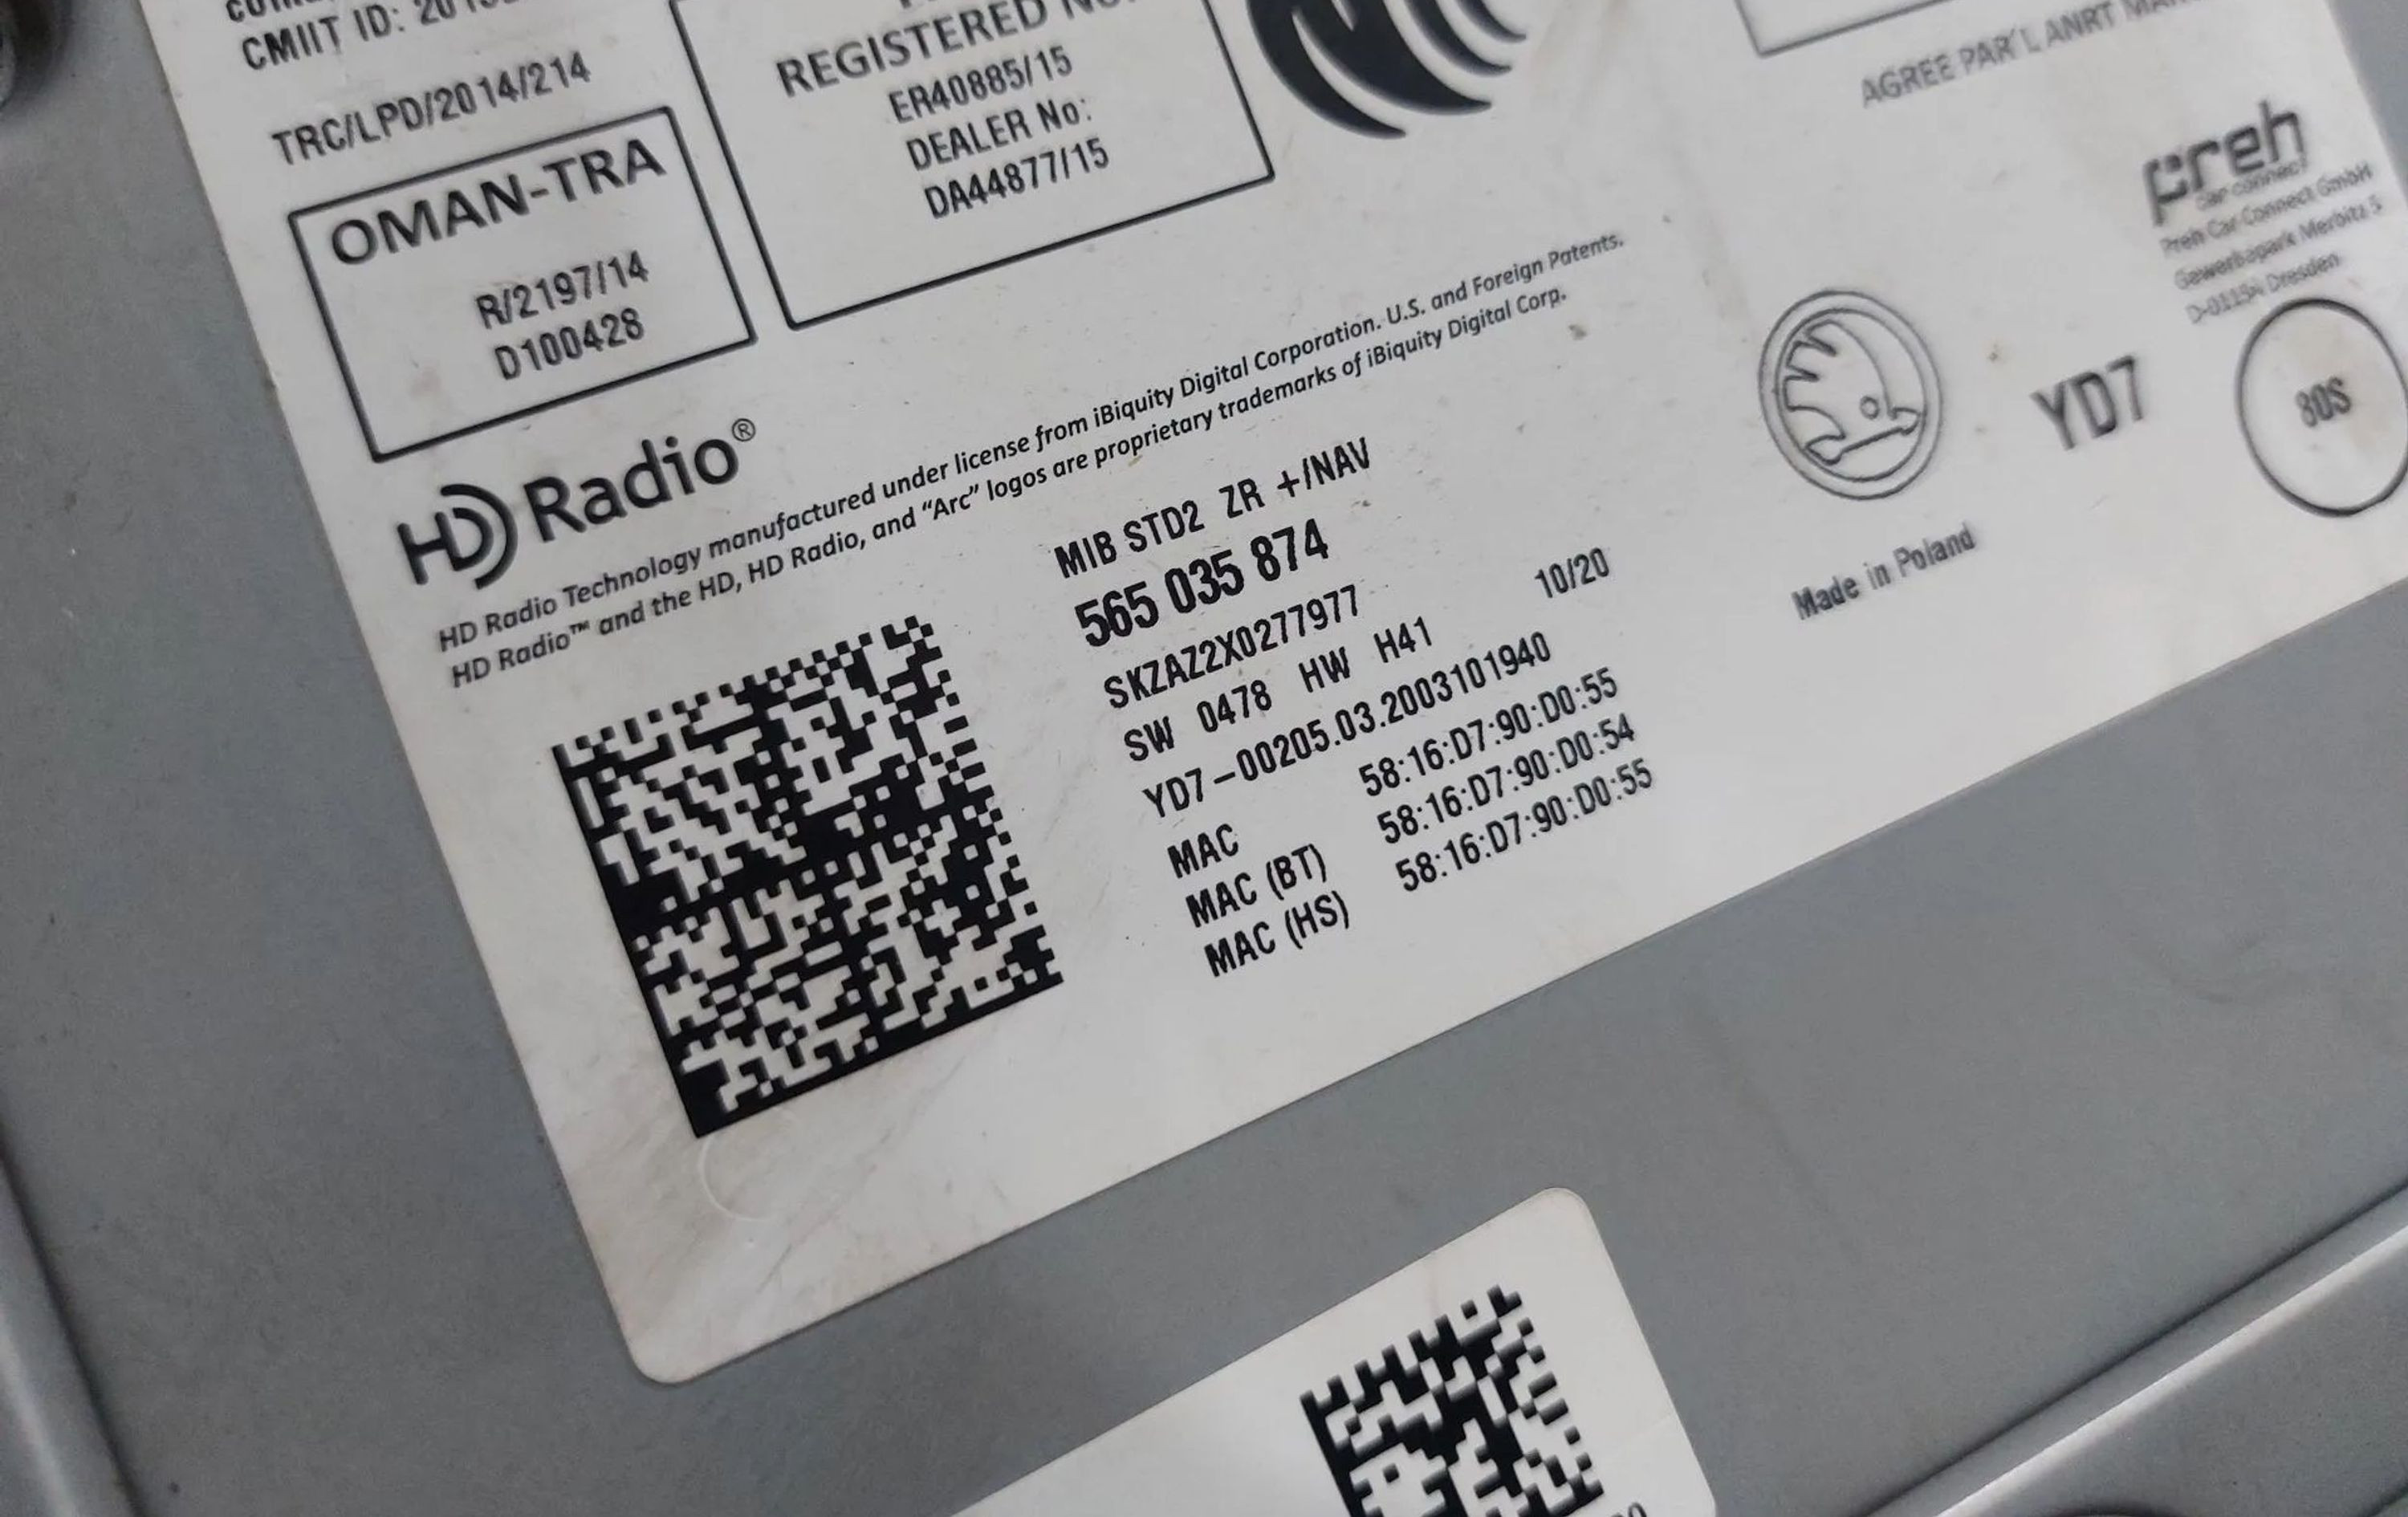 CMIIT ID:
TRC/LPD/2014/214
OMAN-TRA
R/2197/14
D100428
REGISTERED
ER40885/15
DEALER No:
DA44877/15
AGREE PAR'L ANRT
preh
car connect
Preh Car Connect GmbH
Gewerbepark Merbitz 5
Dresden
HD Radio®
HD Radio Technology manufactured under license from iBiquity Digital Corporation. U.S. and Foreign Patents.
HD Radio™ and the HD, HD Radio, and “Arc” logos are proprietary trademarks of iBiquity Digital Corp.
MIB STD2 ZR +/NAV
565 035 874
SKZAZ2X0277977
10/20
SW 0478 HW H41
YD7-00205.03.2003101940
MAC 58:16:D7:90:D0:55
MAC (BT) 58:16:D7:90:D0:54
MAC (HS) 58:16:D7:90:D0:55
YD7
80S
Made in Poland